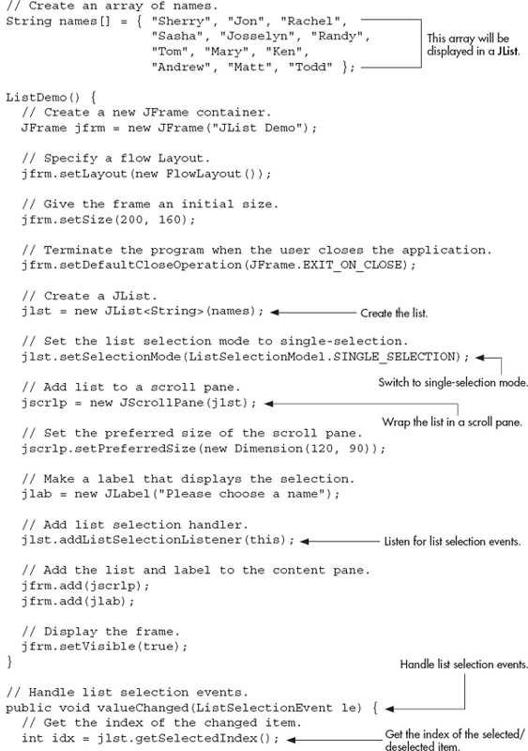 // Create an array of names.
String names[] = { "Sherry", "Jon", "Rachel",
"Sasha", "Josselyn", "Randy",
"Tom", "Mary", "Ken",
"Andrew", "Matt", "Todd" };
This array will be
displayed in a JList.
ListDemo() {
// Create a new JFrame container.
JFrame jfrm = new JFrame("JList Demo");
// Specify a flow Layout.
jfrm.setLayout(new FlowLayout());
// Give the frame an initial size.
jfrm.setSize(200, 160);
// Terminate the program when the user closes the application.
jfrm.setDefaultCloseOperation(JFrame.EXIT_ON_CLOSE);
// Create a JList.
jlst = new JList<String>(names);
Create the list.
// Set the list selection mode to single-selection.
jlst.setSelectionMode(ListSelectionModel.SINGLE_SELECTION);
Switch to single-selection mode.
// Add list to a scroll pane.
jscrlp = new JScrollPane(jlst);
Wrap the list in a scroll pane.
// Set the preferred size of the scroll pane.
jscrlp.setPreferredSize(new Dimension(120, 90));
// Make a label that displays the selection.
jlab = new JLabel("Please choose a name");
// Add list selection handler.
jlst.addListSelectionListener(this);
Listen for list selection events.
// Add the list and label to the content pane.
jfrm.add(jscrlp);
jfrm.add(jlab);
// Display the frame.
jfrm.setVisible(true);
}
Handle list selection events.
// Handle list selection events.
public void valueChanged(ListSelectionEvent le) {
// Get the index of the changed item.
int idx = jlst.getSelectedIndex();
Get the index of the selected/
deselected item.